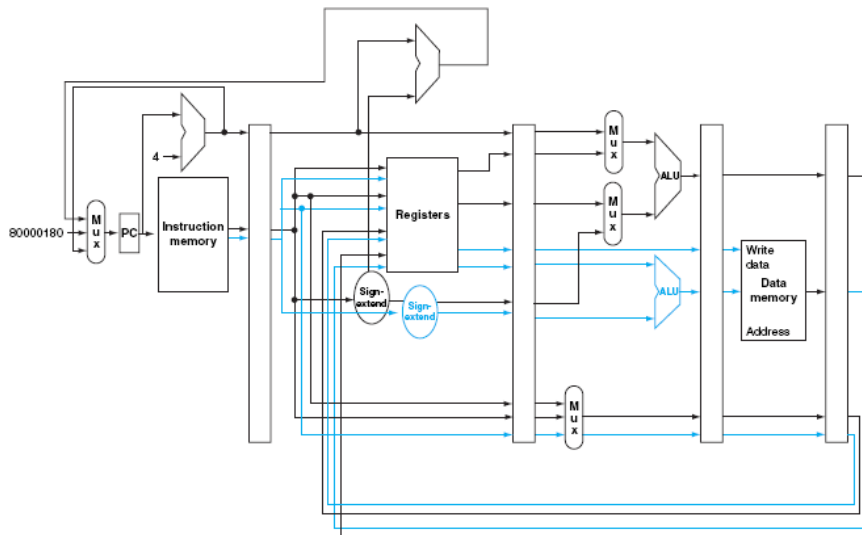 4
80000180
M
u
x
PC
Instruction
memory
Registers
Sign-
extend
Sign-
extend
M
u
x
M
u
x
ALU
ALU
M
u
x
Write
data
Data
memory
Address